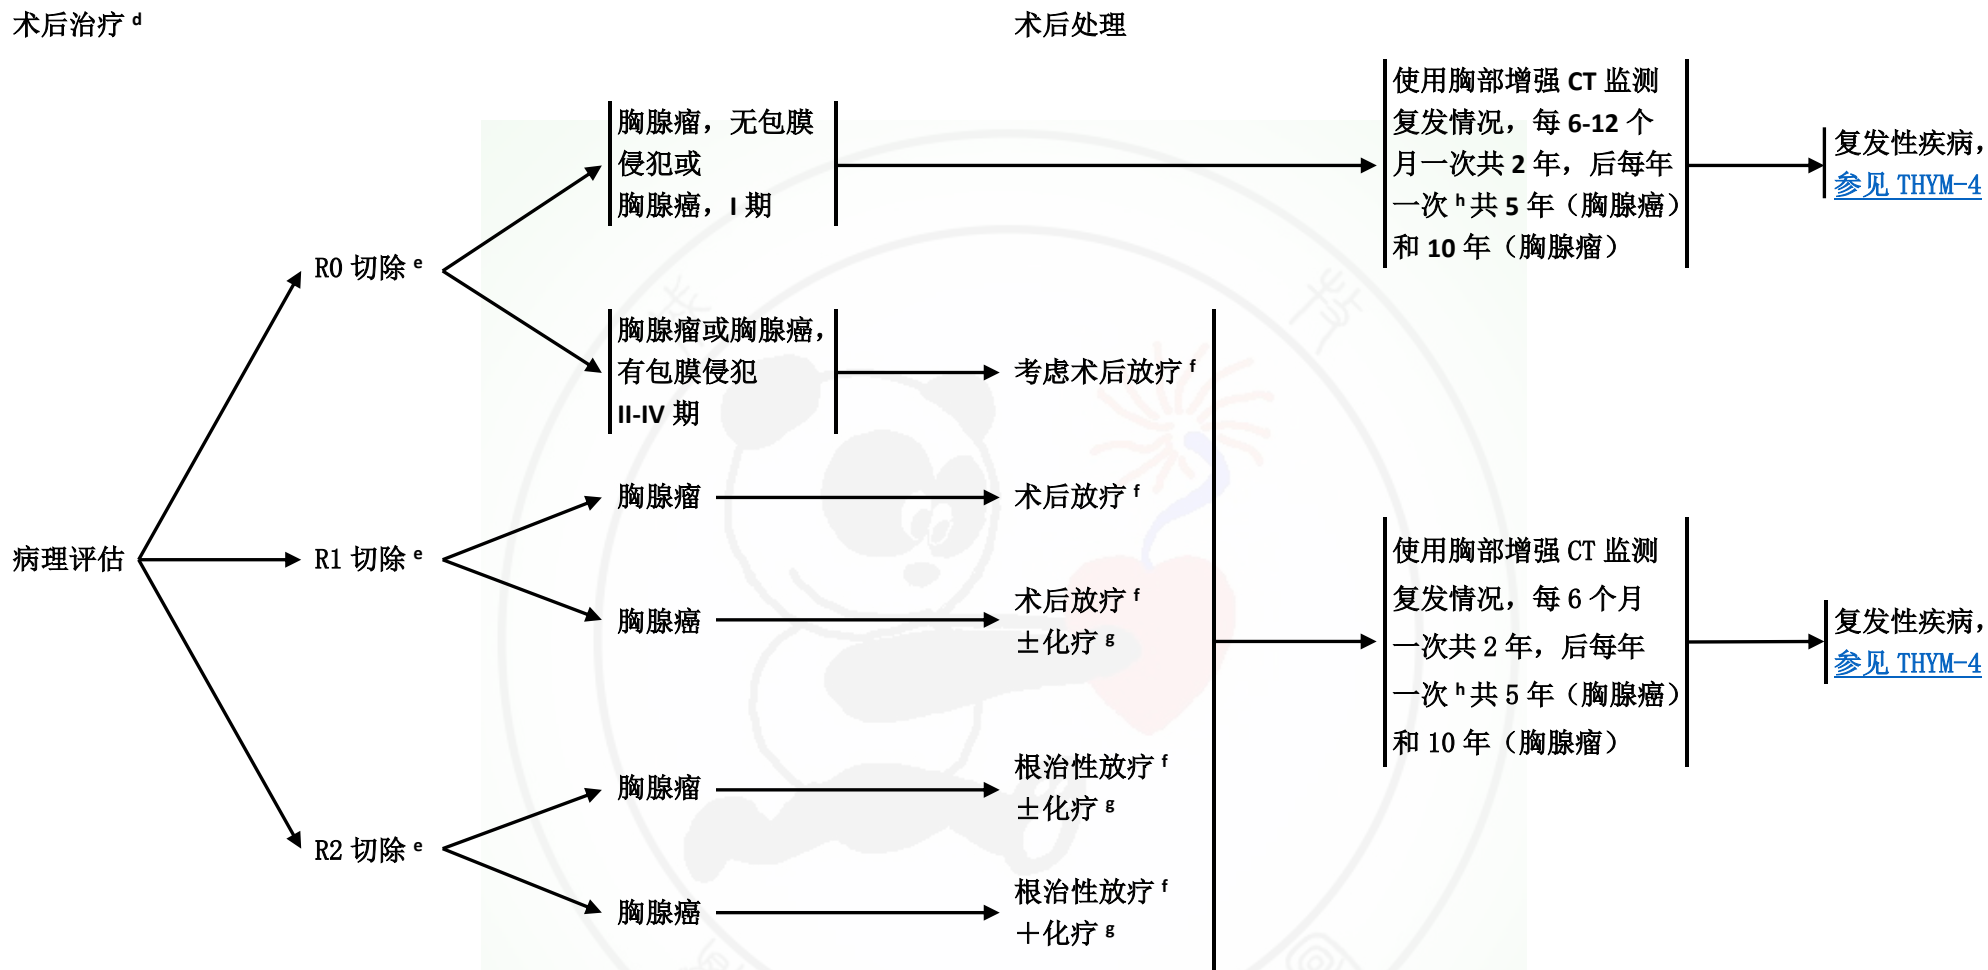 术后治疗 d
术后处理
胸腺瘤，无包膜
侵犯或
胸腺癌，I 期
使用胸部增强 CT 监测
复发情况，每 6-12 个
月一次共 2 年，后每年
一次 h 共 5 年（胸腺癌）
和 10 年（胸腺瘤）
复发性疾病，
参见 THYM-4
R0 切除 e
胸腺瘤或胸腺癌，
有包膜侵犯
II-IV 期
考虑术后放疗 f
胸腺瘤
术后放疗 f
病理评估
R1 切除 e
胸腺癌
术后放疗 f
±化疗 g
使用胸部增强 CT 监测
复发情况，每 6 个月
一次共 2 年，后每年
一次 h 共 5 年（胸腺癌）
和 10 年（胸腺瘤）
复发性疾病，
参见 THYM-4
胸腺瘤
根治性放疗 f
±化疗 g
R2 切除 e
胸腺癌
根治性放疗 f
＋化疗 g